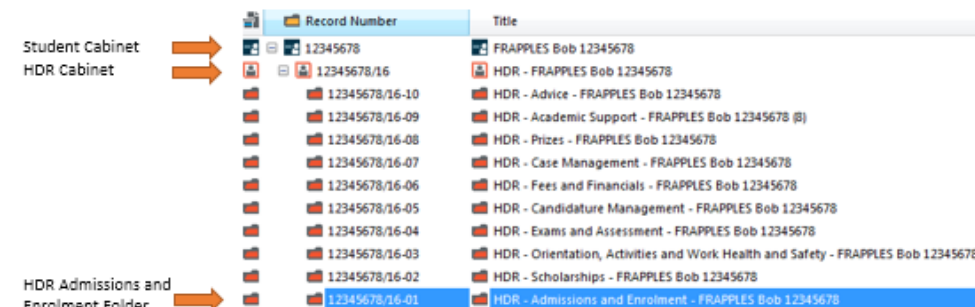 Record Number Title
Student Cabinet 12345678 FRAPPLES Bob 12345678
HDR Cabinet 12345678/16 HDR - FRAPPLES Bob 12345678
12345678/16-10 HDR - Advice - FRAPPLES Bob 12345678
12345678/16-09 HDR - Academic Support - FRAPPLES Bob 12345678 (8)
12345678/16-08 HDR - Prizes - FRAPPLES Bob 12345678
12345678/16-07 HDR - Case Management - FRAPPLES Bob 12345678
12345678/16-06 HDR - Fees and Financials - FRAPPLES Bob 12345678
12345678/16-05 HDR - Candidature Management - FRAPPLES Bob 12345678
12345678/16-04 HDR - Exams and Assessment - FRAPPLES Bob 12345678
12345678/16-03 HDR - Orientation, Activities and Work Health and Safety - FRAPPLES Bob 12345678
12345678/16-02 HDR - Scholarships - FRAPPLES Bob 12345678
HDR Admissions and
Enrolment Folder 12345678/16-01 HDR - Admissions and Enrolment - FRAPPLES Bob 12345678